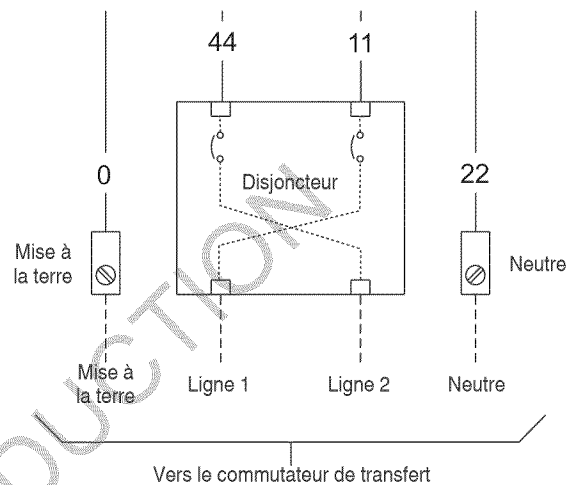 44
11
0
Disjoncteur
22
Mise à
la terre
Neutre
Mise à
la terre
Ligne 1
Ligne 2
Neutre
Vers le commutateur de transfert
DUCTION